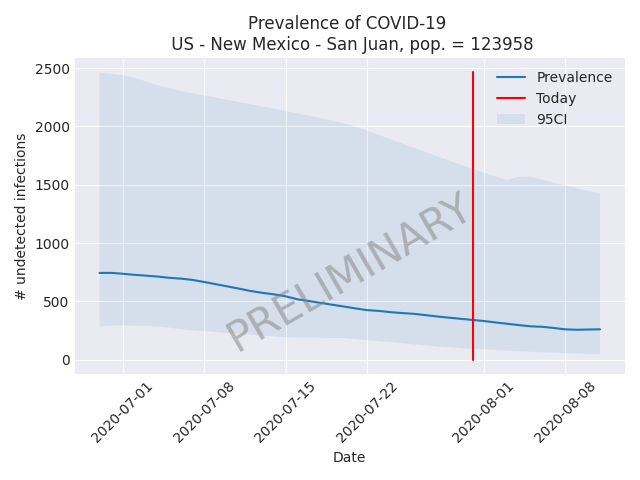 Prevalence of COVID-19
US - New Mexico - San Juan, pop. = 123958
# undetected infections
2500
2000
1500
1000
500
0
Prevalence
Today
95CI
PRELIMINARY
2020-07-01
2020-07-08
2020-07-15
2020-07-22
2020-08-01
2020-08-08
Date